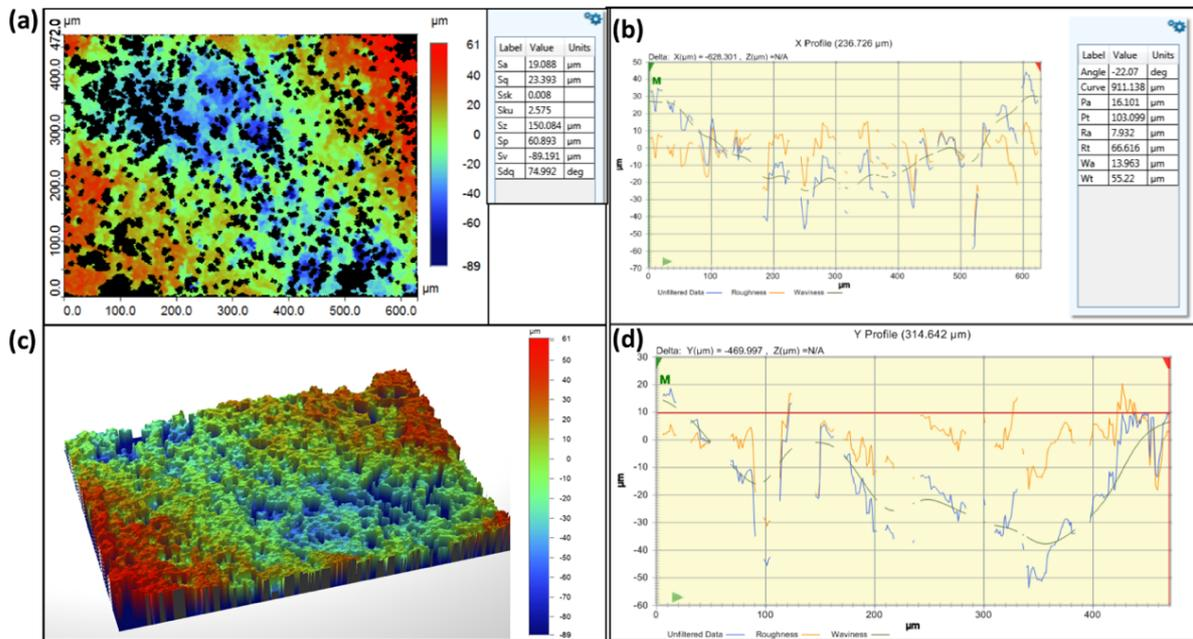 (a)
µm
µm
472.0
400.0
300.0
200.0
100.0
0.0
0.0 100.0 200.0 300.0 400.0 500.0 630.0
61
40
20
0
-20
-40
-60
-89
µm
Label Value Units
Sa 19.088 µm
Sq 23.393 µm
Ssk 0.008
Sku 2.575
Sz 150.084 µm
Sp 60.893 µm
Sv -89.191 µm
Sdq 74.992 deg
(b)
X Profile (236.726 µm)
Delta: X(µm) = -628.301 , Z(µm) =N/A
M
50
40
30
20
10
0
-10
-20
-30
-40
-50
-60
-70
µm
0 100 200 300 400 500 600
µm
Unfiltered Data Roughness Waviness
Label Value Units
Angle -22.07 deg
Curve 911.138 µm
Pa 16.101 µm
Pt 103.099 µm
Ra 7.932 µm
Rt 66.616 µm
Wa 13.963 µm
Wt 55.22 µm
(c)
µm
61
50
40
30
20
10
0
-10
-20
-30
-40
-50
-60
-70
-80
-89
(d)
Y Profile (314.642 µm)
Delta: Y(µm) = -469.997 , Z(µm) =N/A
M
30
20
10
0
-10
-20
-30
-40
-50
-60
µm
0 100 200 300 400
µm
Unfiltered Data Roughness Waviness